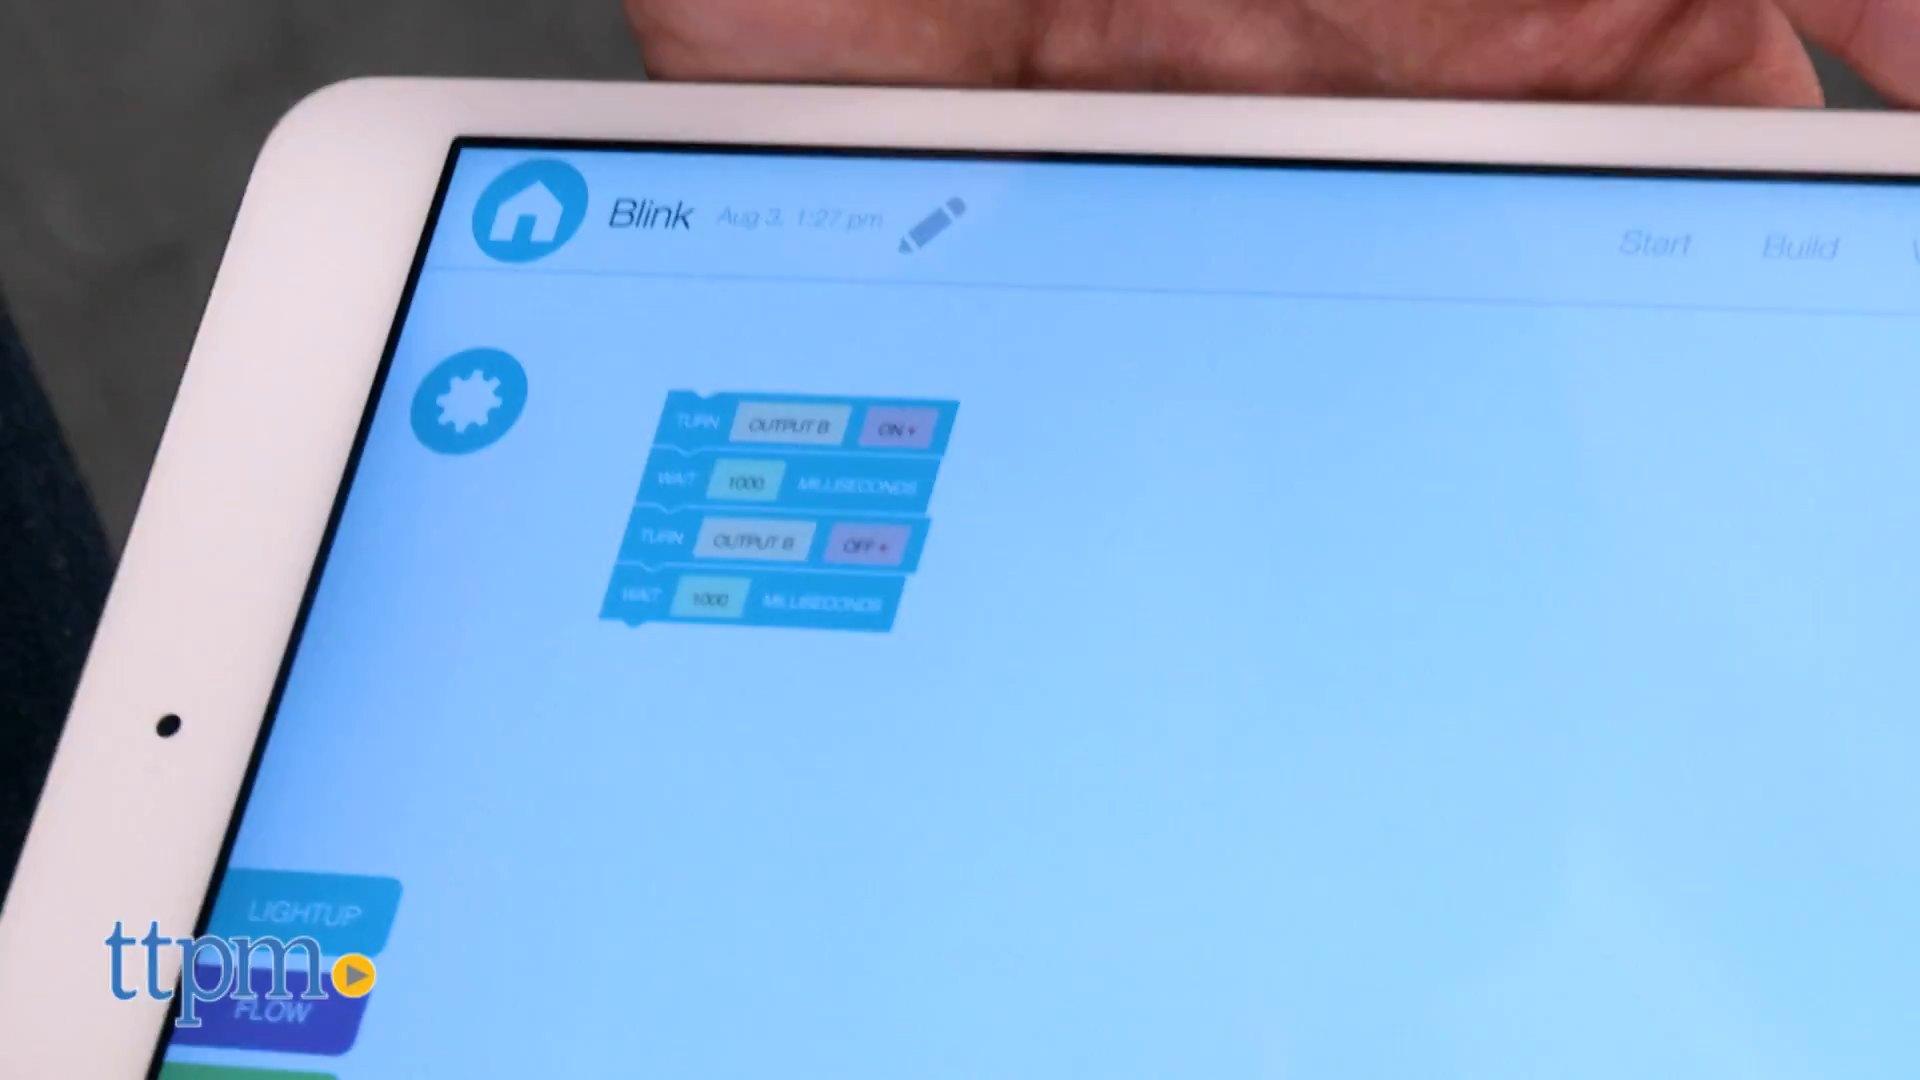 Blink Aug 3, 1:27 pm
Start Build
TURN OUTPUT B ON
WAIT 1000 MILLISECONDS
TURN OUTPUT B OFF
WAIT 1000 MILLISECONDS
LIGHTUP
ttpm
FLOW